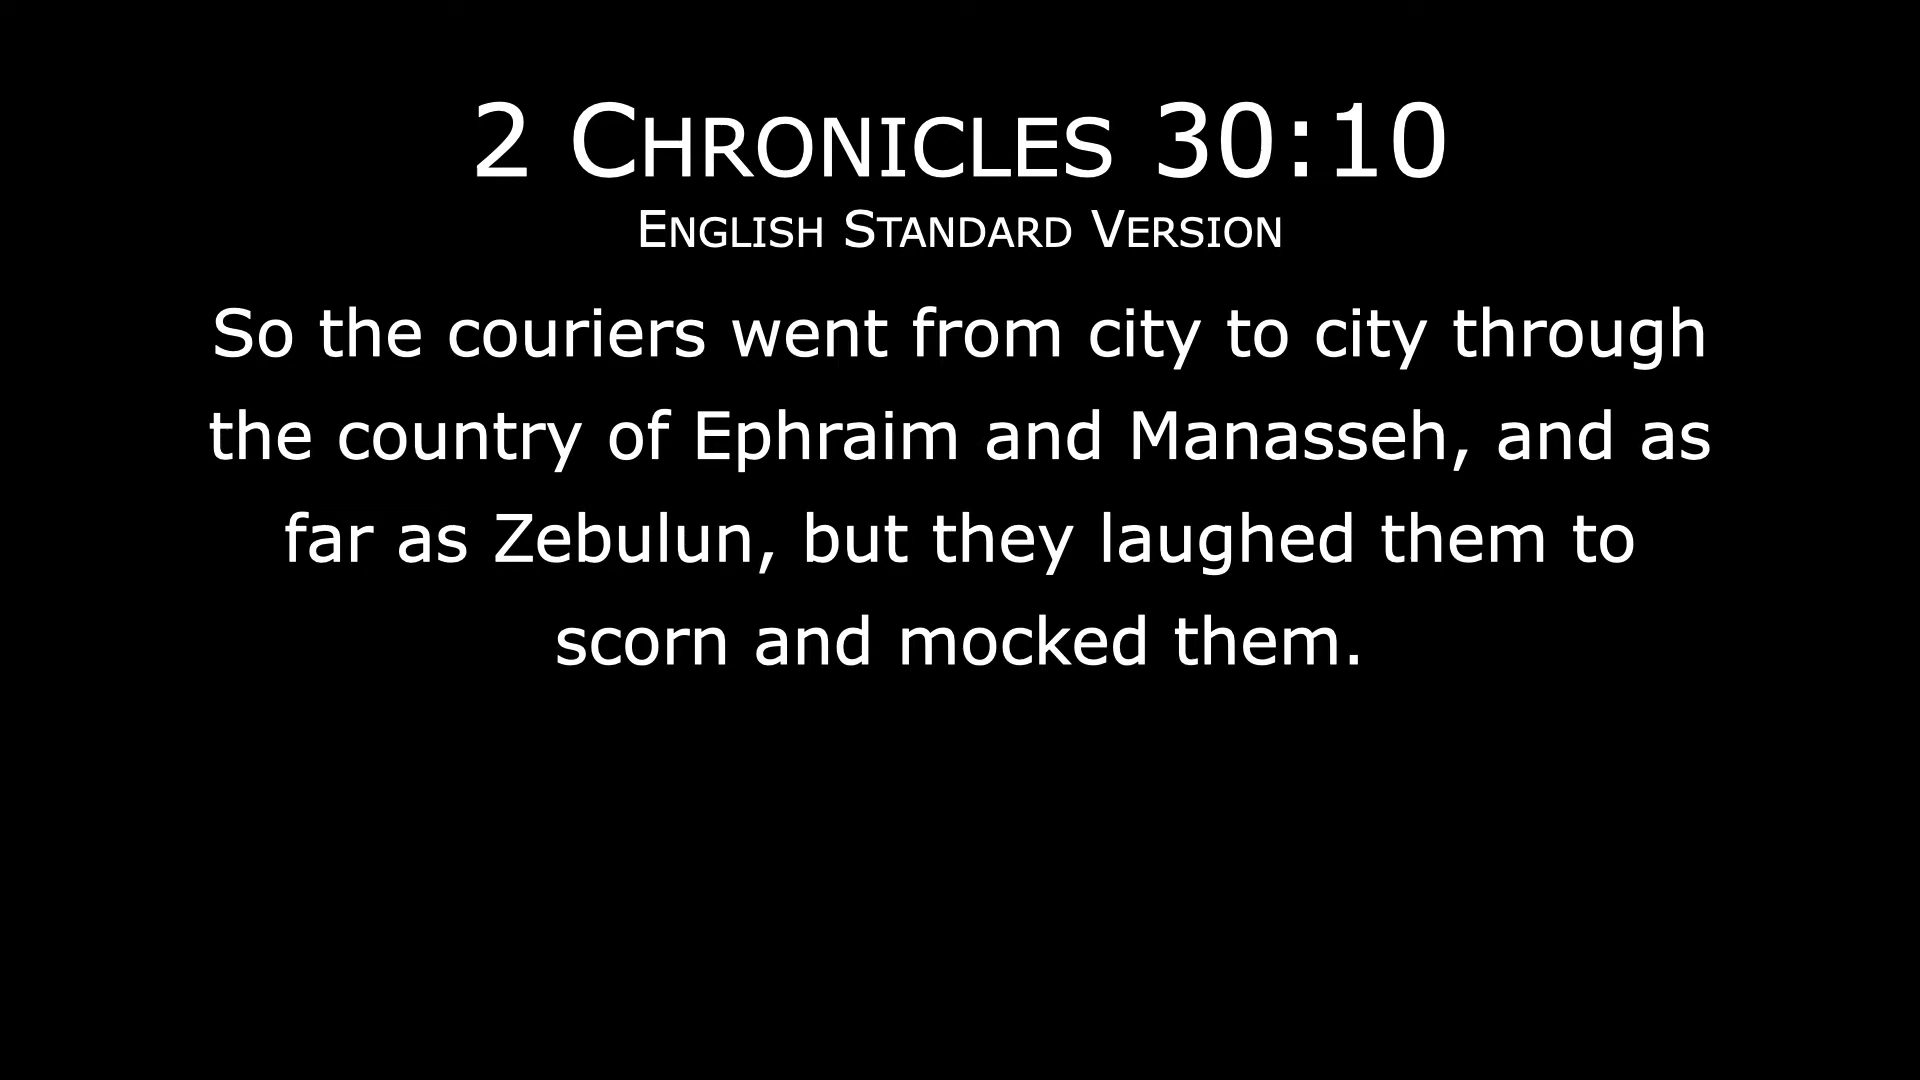 2 Chronicles 30:10
English Standard Version
So the couriers went from city to city through
the country of Ephraim and Manasseh, and as
far as Zebulun, but they laughed them to
scorn and mocked them.